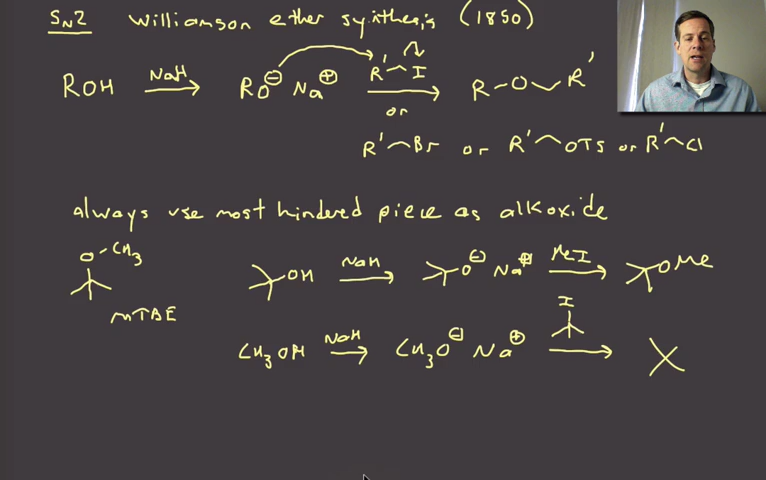 SN2 Williamson ether synthesis (1850)
ROH NaH RO⊖ Na⊕ R' I R-O R'
or
R' Br or R' OTS or R' Cl
Always use most hindered piece as alkoxide
O-CH3 OH NaH O⊖ Na⊕ MeI OMe
MTBE
I
CH3OH NaH CH3O⊖ Na⊕ X